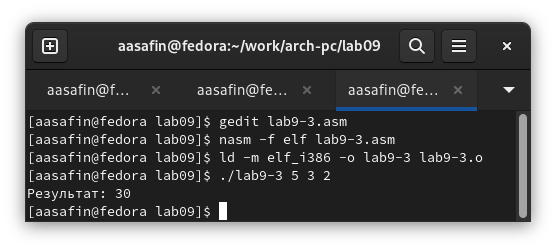 aasafin@fedora:~/work/arch-pc/lab09
aasafin@f... aasafin@fe... aasafin@fe...
[aasafin@fedora lab09]$ gedit lab9-3.asm
[aasafin@fedora lab09]$ nasm -f elf lab9-3.asm
[aasafin@fedora lab09]$ ld -m elf_i386 -o lab9-3 lab9-3.o
[aasafin@fedora lab09]$ ./lab9-3 5 3 2
Результат: 30
[aasafin@fedora lab09]$